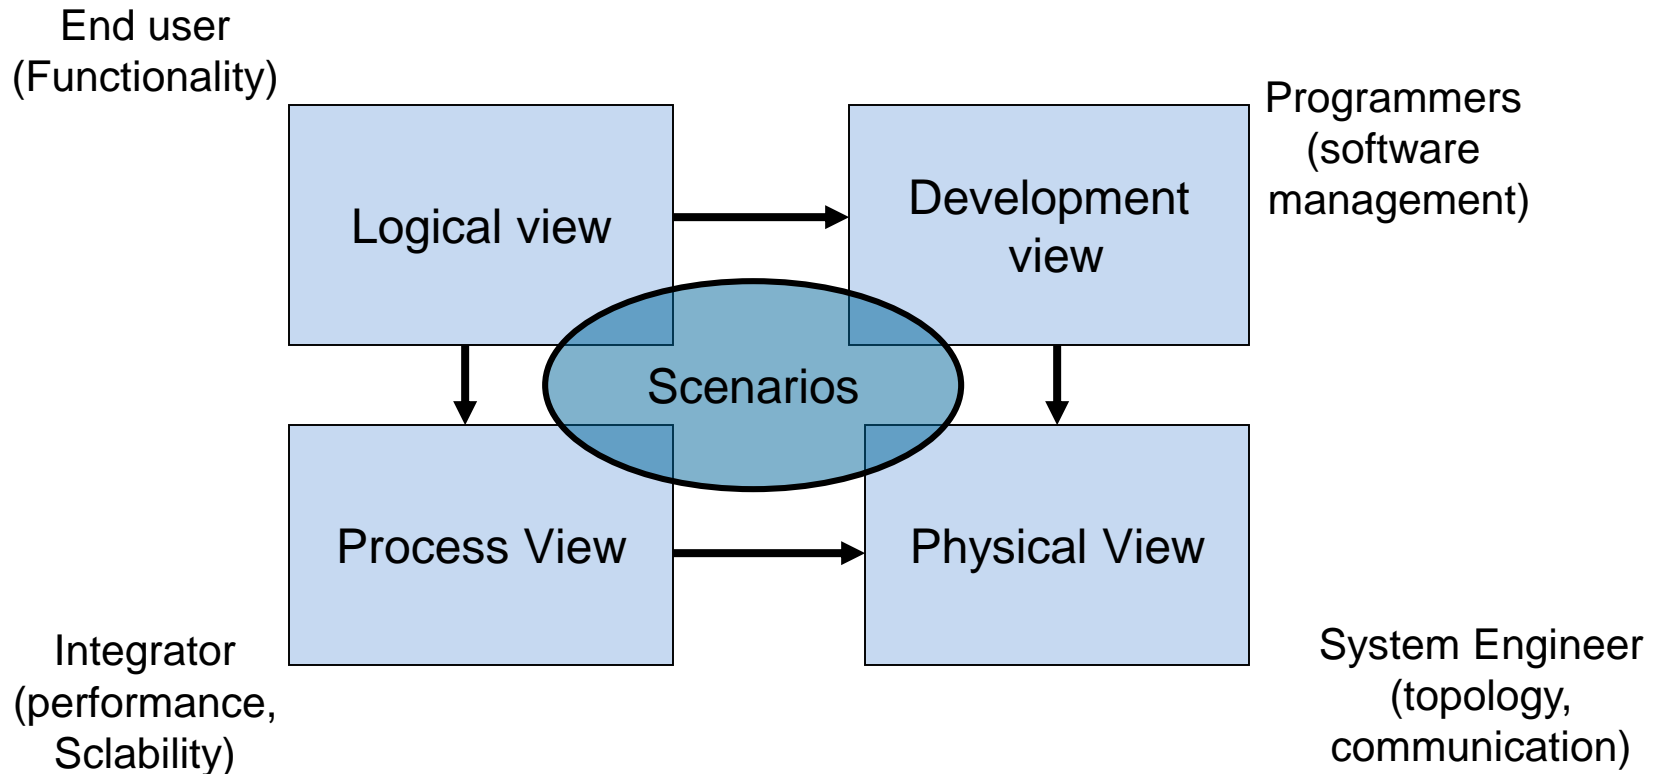 End user
(Functionality)
Programmers
(software
management)
Logical view
Development
view
Scenarios
Process View
Physical View
Integrator
(performance,
Sclability)
System Engineer
(topology,
communication)